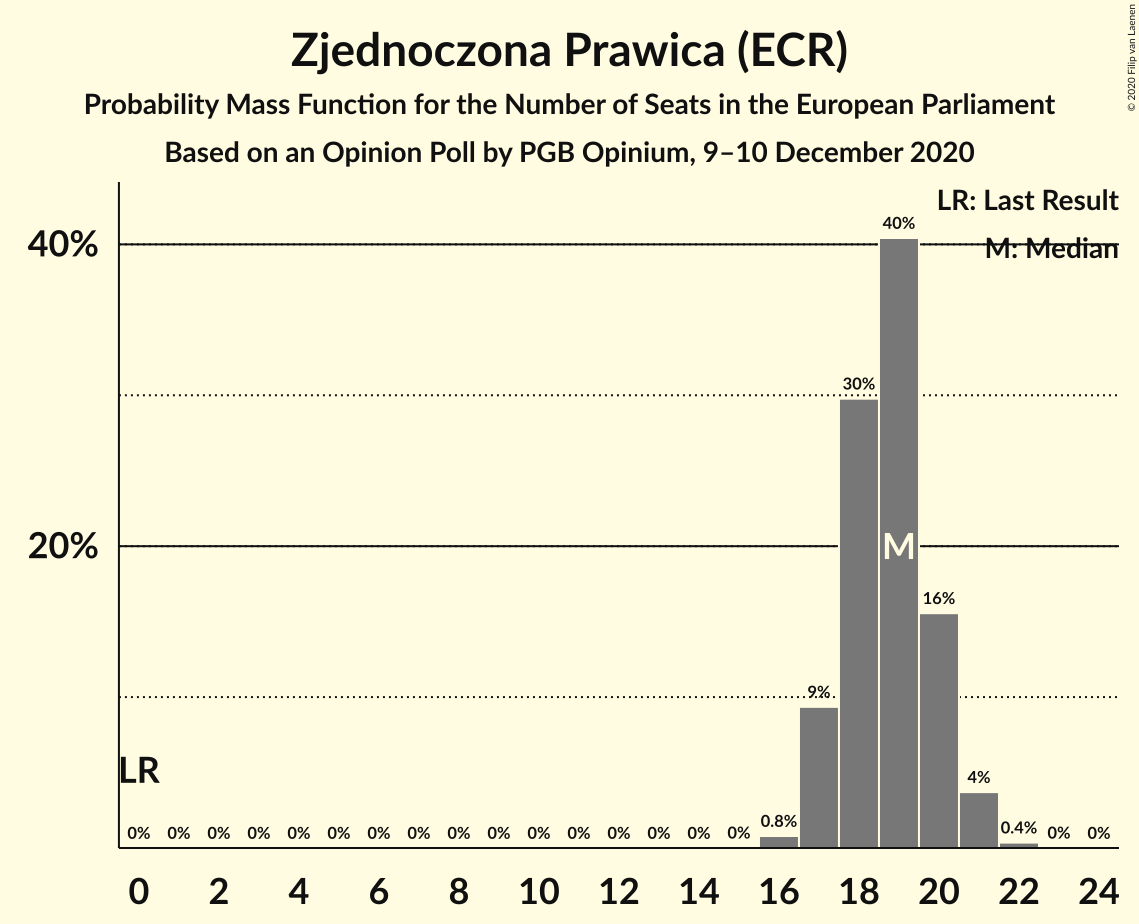 Zjednoczona Prawica (ECR)
Probability Mass Function for the Number of Seats in the European Parliament
Based on an Opinion Poll by PGB Opinium, 9–10 December 2020
© 2020 Filip van Laenen
LR: Last Result
M: Median
40%
40%
30%
20%
M
16%
9%
LR
4%
0% 0% 0% 0% 0% 0% 0% 0% 0% 0% 0% 0% 0% 0% 0% 0% 0.8% 0.4% 0% 0%
0 2 4 6 8 10 12 14 16 18 20 22 24